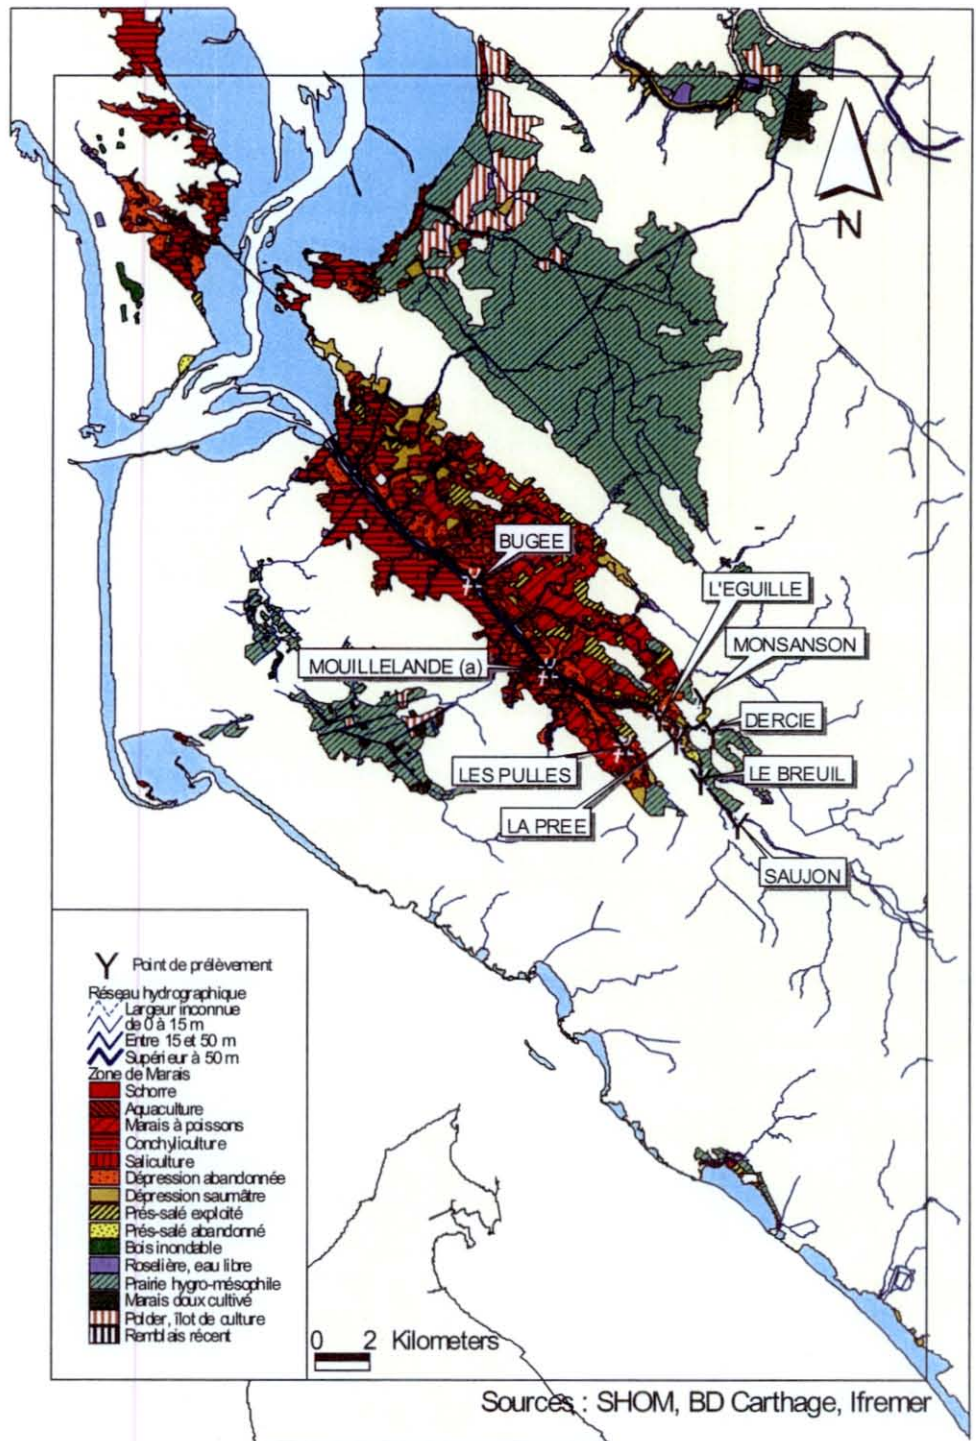 N
BUGEE
L'EGUILLE
MONSANSON
MOUILLELANDE (a)
DERCIE
LES PULLES
LE BREUIL
LA PREE
SAUJON
Y Point de prélèvement
Réseau hydrographique
Largeur inconnue
de 0 à 15 m
Entre 15 et 50 m
Supérieur à 50 m
Zone de Marais
Schorre
Aquaculture
Marais à poissons
Conchyliculture
Saliculture
Dépression abandonnée
Dépression saumâtre
Prés-salé exploité
Prés-salé abandonné
Bois inondable
Roselière, eau libre
Prairie hygro-mésophile
Marais doux cultivé
Polder, îlot de culture
Remblais récent
0 2 Kilometers
Sources : SHOM, BD Carthage, Ifremer